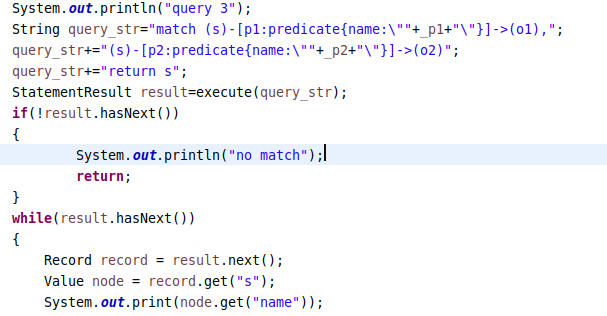 System.out.println("query 3");
String query_str="match (s)-[p1:predicate{name:\""+_p1+"\"}]->(o1),";
query_str+="(s)-[p2:predicate{name:\""+_p2+"\"}]->(o2)";
query_str+="return s";
StatementResult result=execute(query_str);
if(!result.hasNext())
{
        System.out.println("no match");
        return;
}
while(result.hasNext())
{
    Record record = result.next();
    Value node = record.get("s");
    System.out.print(node.get("name"));